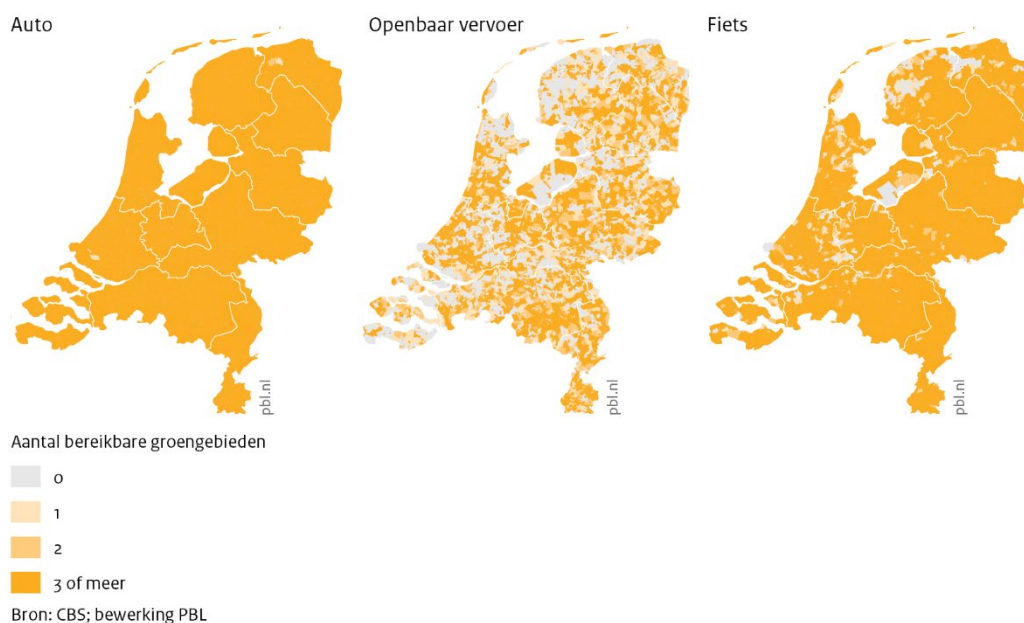 Auto
Openbaar vervoer
Fiets
pbl.nl
pbl.nl
pbl.nl
Aantal bereikbare groengebieden
0
1
2
3 of meer
Bron: CBS; bewerking PBL